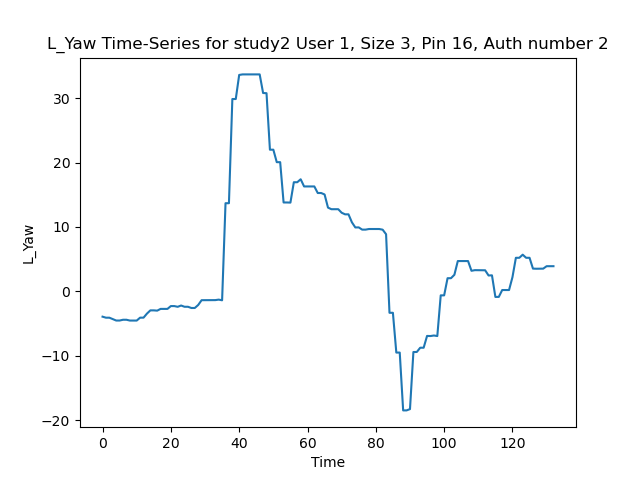 L_Yaw Time-Series for study2 User 1, Size 3, Pin 16, Auth number 2
30
20
10
0
−10
−20
L_Yaw
0 20 40 60 80 100 120
Time